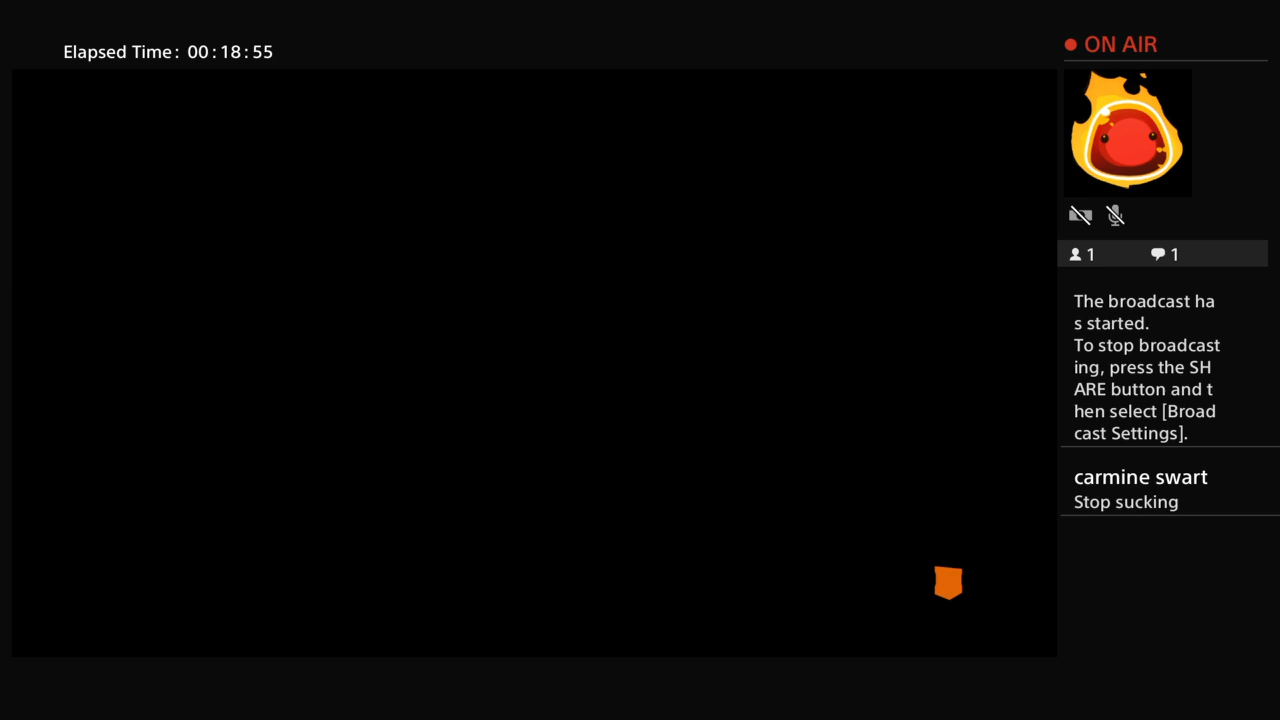 Elapsed Time: 00:18:55
ON AIR
1
1
The broadcast ha
s started.
To stop broadcast
ing, press the SH
ARE button and t
hen select [Broad
cast Settings].
carmine swart
Stop sucking